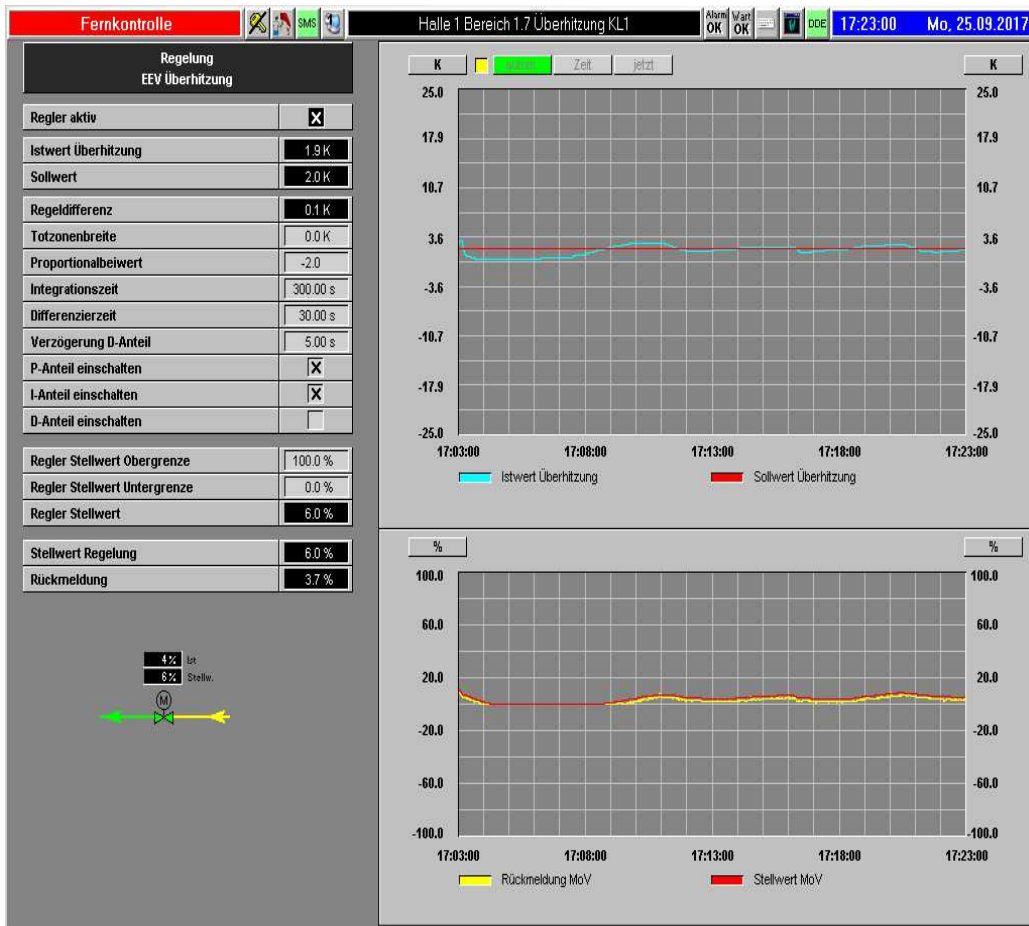 Fernkontrolle
SMS
Halle 1 Bereich 1.7 Überhitzung KL1
Alarm OK
Wart OK
DDE
17:23:00
Mo, 25.09.2017
Regelung
EEV Überhitzung
Regler aktiv X
Istwert Überhitzung 1.9 K
Sollwert 2.0 K
Regeldifferenz 0.1 K
Totzonenbreite 0.0 K
Proportionalbeiwert -2.0
Integrationszeit 300.00 s
Differenzierzeit 30.00 s
Verzögerung D-Anteil 5.00 s
P-Anteil einschalten X
I-Anteil einschalten X
D-Anteil einschalten
Regler Stellwert Obergrenze 100.0 %
Regler Stellwert Untergrenze 0.0 %
Regler Stellwert 6.0 %
Stellwert Regelung 6.0 %
Rückmeldung 3.7 %
4% Ist
6% Stellw.
M
K Zeit jetzt K
25.0 25.0
17.9 17.9
10.7 10.7
3.6 3.6
-3.6 -3.6
-10.7 -10.7
-17.9 -17.9
-25.0 -25.0
17:03:00 17:08:00 17:13:00 17:18:00 17:23:00
Istwert Überhitzung Sollwert Überhitzung
% %
100.0 100.0
60.0 60.0
20.0 20.0
-20.0 -20.0
-60.0 -60.0
-100.0 -100.0
17:03:00 17:08:00 17:13:00 17:18:00 17:23:00
Rückmeldung MoV Stellwert MoV